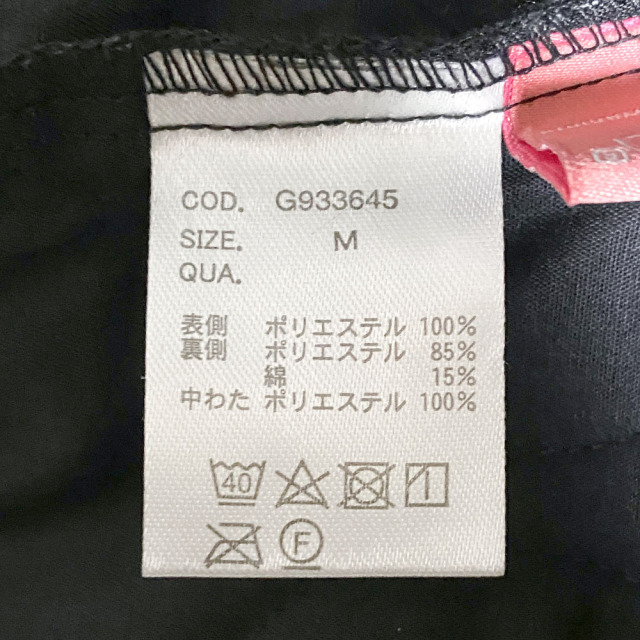 COD. G933645
SIZE. M
QUA.
表側 ポリエステル 100%
裏側 ポリエステル 85%
綿 15%
中わた ポリエステル 100%
40
F